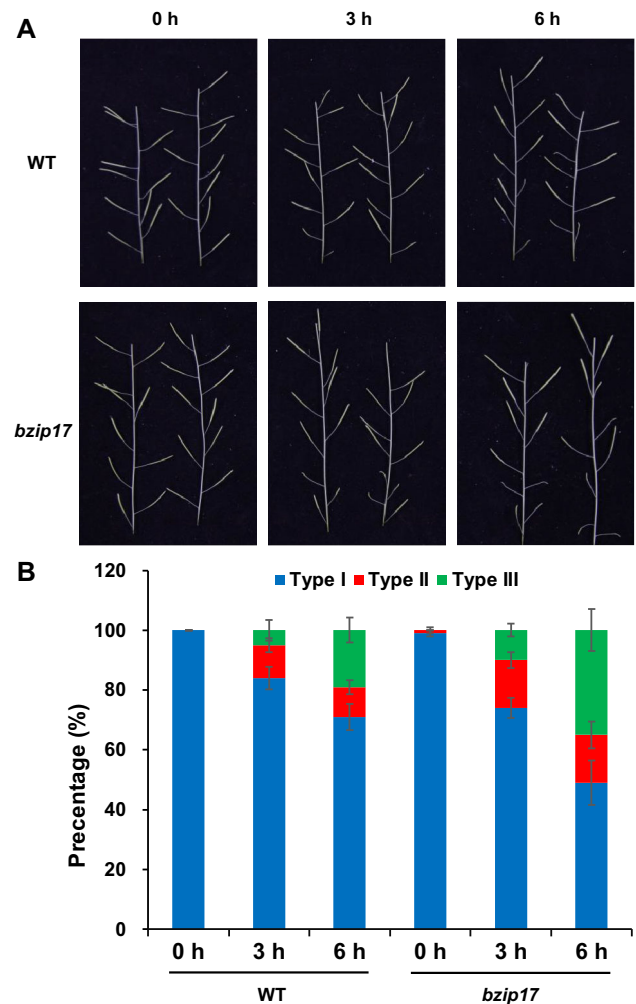 A
0 h 3 h 6 h
WT
bzip17
B
120
Type I Type II Type III
100
80
60
40
20
0
Precentage (%)
0 h 3 h 6 h 0 h 3 h 6 h
WT bzip17